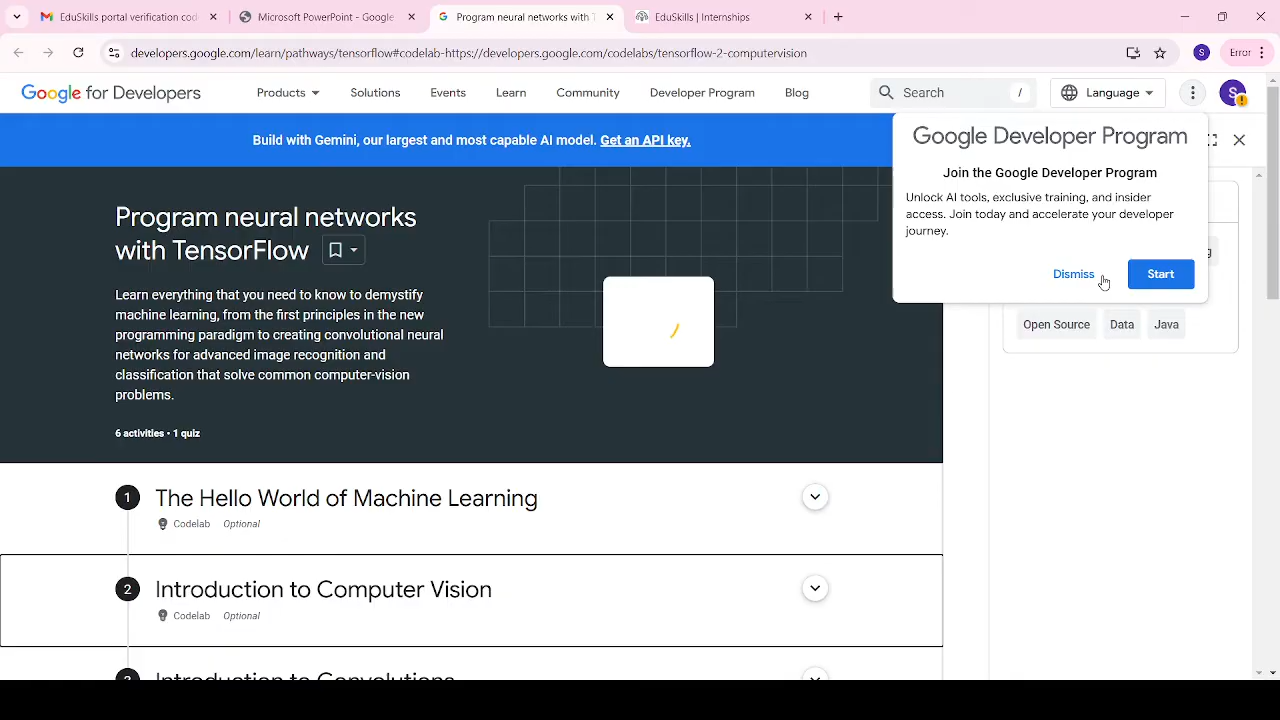 EduSkills portal verification cod
Microsoft PowerPoint - Google
Program neural networks with T
EduSkills | Internships
developers.google.com/learn/pathways/tensorflow#codelab-https://developers.google.com/codelabs/tensorflow-2-computervision
S
Error
Google for Developers
Products
Solutions
Events
Learn
Community
Developer Program
Blog
Search
/
Language
S
Build with Gemini, our largest and most capable AI model. Get an API key.
Google Developer Program
Join the Google Developer Program
Unlock AI tools, exclusive training, and insider
access. Join today and accelerate your developer
journey.
Dismiss
Start
g
Open Source
Data
Java
Program neural networks
with TensorFlow
Learn everything that you need to know to demystify
machine learning, from the first principles in the new
programming paradigm to creating convolutional neural
networks for advanced image recognition and
classification that solve common computer-vision
problems.
6 activities • 1 quiz
1
The Hello World of Machine Learning
Codelab Optional
2
Introduction to Computer Vision
Codelab Optional
3
Introduction to Convolutions